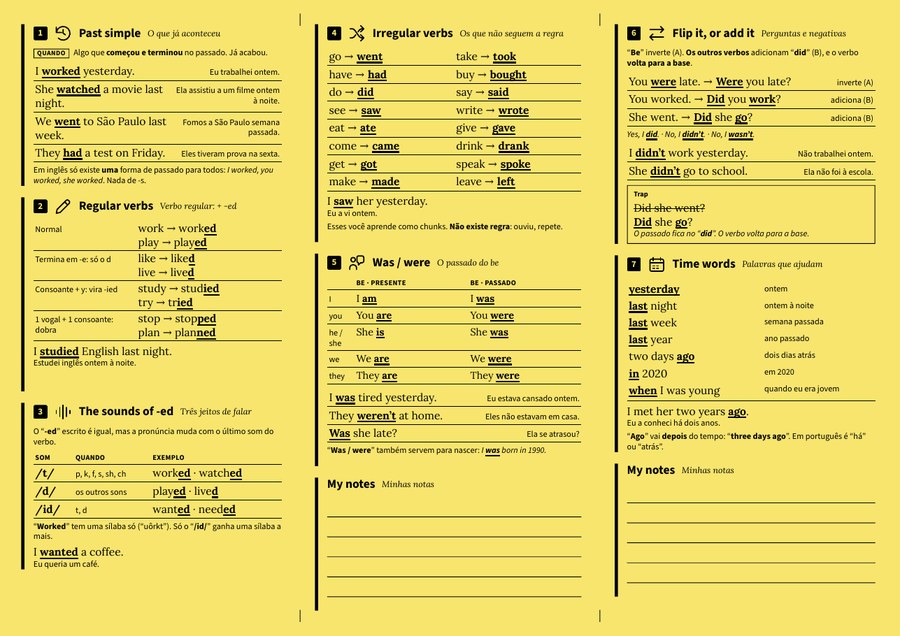 1 Past simple O que já aconteceu
QUANDO Algo que começou e terminou no passado. Já acabou.
I worked yesterday. Eu trabalhei ontem.
She watched a movie last Ela assistiu a um filme ontem
night. à noite.
We went to São Paulo last Fomos a São Paulo semana
week. passada.
They had a test on Friday. Eles tiveram prova na sexta.
Em inglês só existe uma forma de passado para todos: I worked, you
worked, she worked. Nada de -s.
2 Regular verbs Verbo regular: + -ed
Normal work → worked
play → played
Termina em -e: só o d like → liked
live → lived
Consoante + y: vira -ied study → studied
try → tried
1 vogal + 1 consoante: stop → stopped
dobra plan → planned
I studied English last night.
Estudei inglês ontem à noite.
3 The sounds of -ed Três jeitos de falar
O "-ed" escrito é igual, mas a pronúncia muda com o último som do
verbo.
SOM QUANDO EXEMPLO
/t/ p, k, f, s, sh, ch worked · watched
/d/ os outros sons played · lived
/id/ t, d wanted · needed
"Worked" tem uma sílaba só ("uôrkt"). Só o "/id/" ganha uma sílaba a
mais.
I wanted a coffee.
Eu queria um café.
4 Irregular verbs Os que não seguem a regra
go → went take → took
have → had buy → bought
do → did say → said
see → saw write → wrote
eat → ate give → gave
come → came drink → drank
get → got speak → spoke
make → made leave → left
I saw her yesterday.
Eu a vi ontem.
Esses você aprende como chunks. Não existe regra: ouviu, repete.
5 Was / were O passado do be
BE · PRESENTE BE · PASSADO
I I am I was
you You are You were
he / She is She was
she
we We are We were
they They are They were
I was tired yesterday. Eu estava cansado ontem.
They weren't at home. Eles não estavam em casa.
Was she late? Ela se atrasou?
"Was / were" também servem para nascer: I was born in 1990.
My notes Minhas notas
6 Flip it, or add it Perguntas e negativas
"Be" inverte (A). Os outros verbos adicionam "did" (B), e o verbo
volta para a base.
You were late. → Were you late? inverte (A)
You worked. → Did you work? adiciona (B)
She went. → Did she go? adiciona (B)
Yes, I did. · No, I didn't. · No, I wasn't.
I didn't work yesterday. Não trabalhei ontem.
She didn't go to school. Ela não foi à escola.
Trap
Did she went?
Did she go?
O passado fica no "did". O verbo volta para a base.
7 Time words Palavras que ajudam
yesterday ontem
last night ontem à noite
last week semana passada
last year ano passado
two days ago dois dias atrás
in 2020 em 2020
when I was young quando eu era jovem
I met her two years ago.
Eu a conheci há dois anos.
"Ago" vai depois do tempo: "three days ago". Em português é "há"
ou "atrás".
My notes Minhas notas